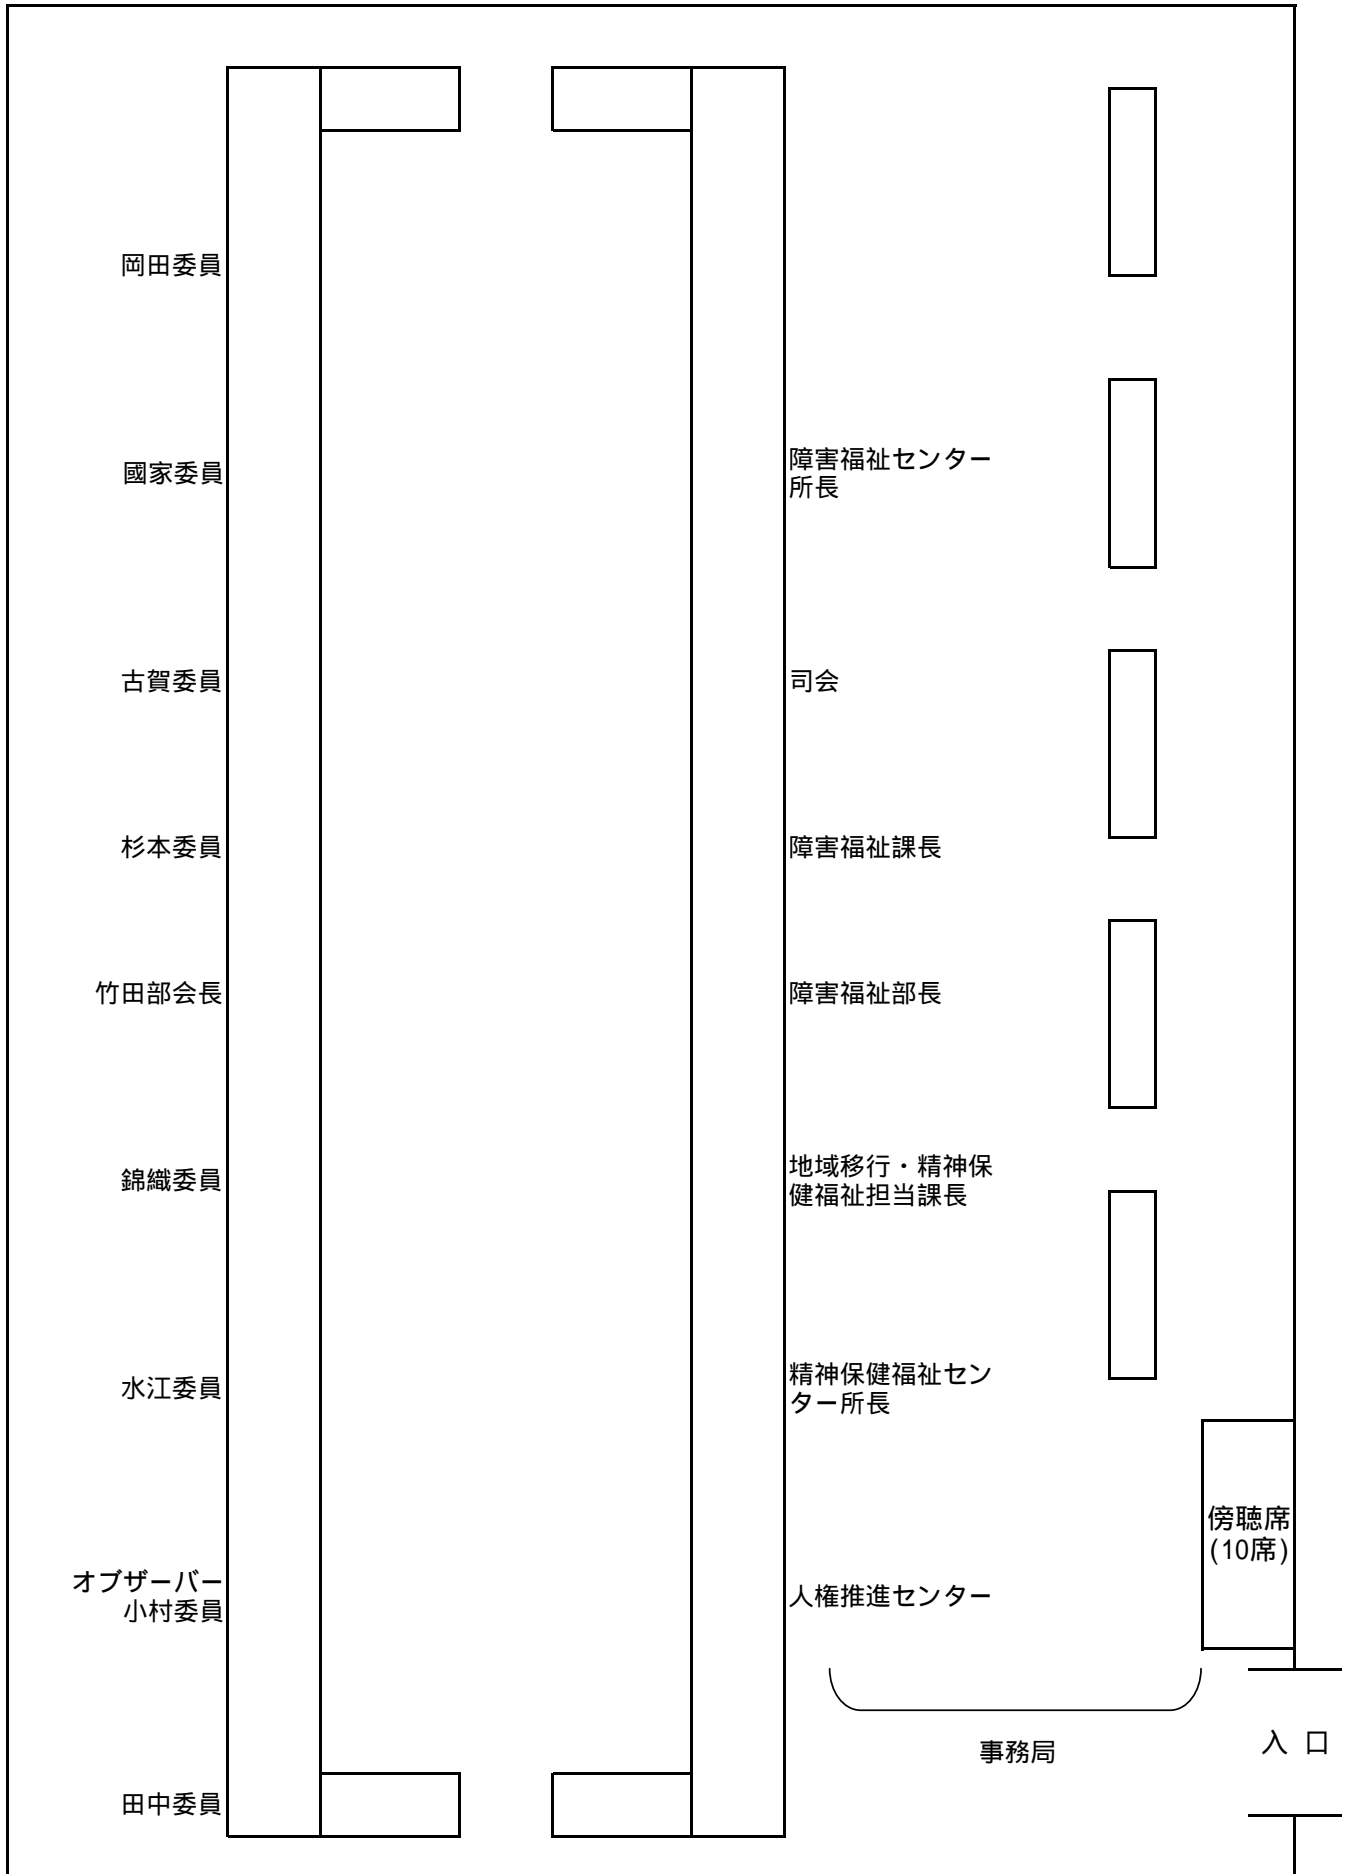 岡田委員
國家委員
障害福祉センター
所長
古賀委員
司会
杉本委員
障害福祉課長
竹田部会長
障害福祉部長
錦織委員
地域移行・精神保
健福祉担当課長
水江委員
精神保健福祉セン
ター所長
傍聴席
(10席)
オブザーバー
小村委員
人権推進センター
事務局
入 口
田中委員